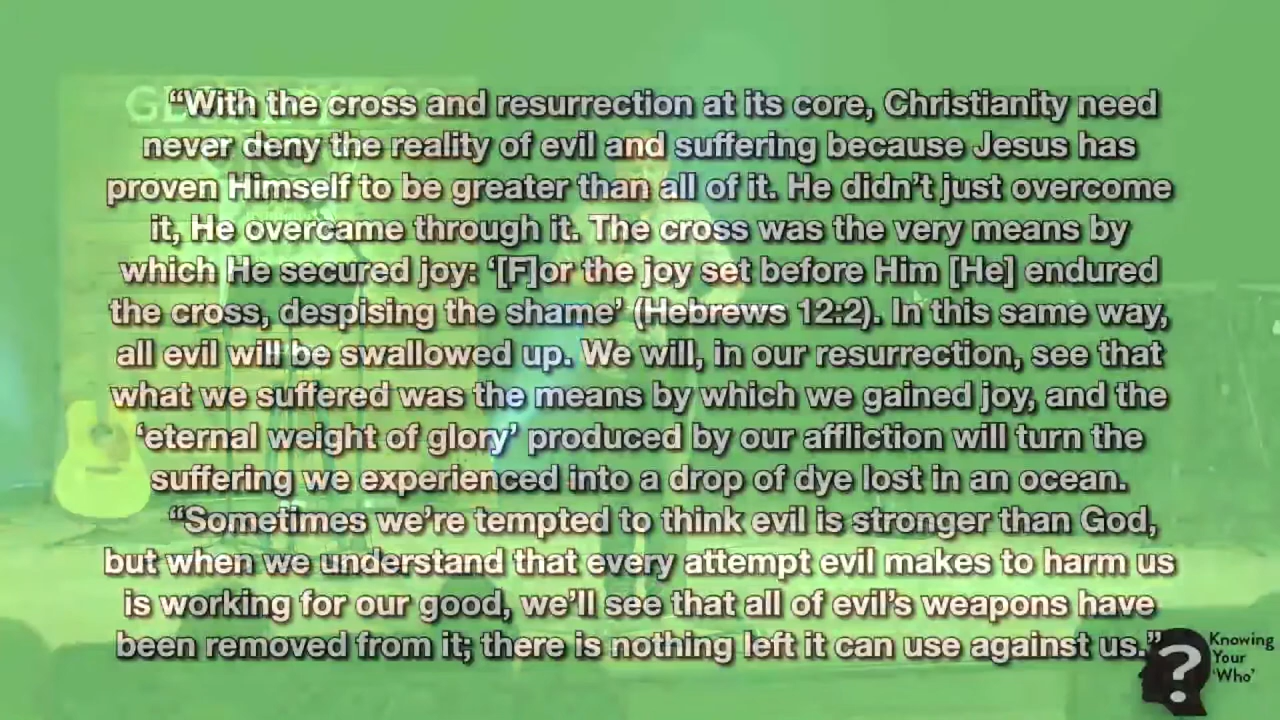 “With the cross and resurrection at its core, Christianity need
never deny the reality of evil and suffering because Jesus has
proven Himself to be greater than all of it. He didn’t just overcome
it, He overcame through it. The cross was the very means by
which He secured joy: ‘[F]or the joy set before Him [He] endured
the cross, despising the shame’ (Hebrews 12:2). In this same way,
all evil will be swallowed up. We will, in our resurrection, see that
what we suffered was the means by which we gained joy, and the
‘eternal weight of glory’ produced by our affliction will turn the
suffering we experienced into a drop of dye lost in an ocean.
“Sometimes we’re tempted to think evil is stronger than God,
but when we understand that every attempt evil makes to harm us
is working for our good, we’ll see that all of evil’s weapons have
been removed from it; there is nothing left it can use against us.”
?
Knowing
Your
‘Who’